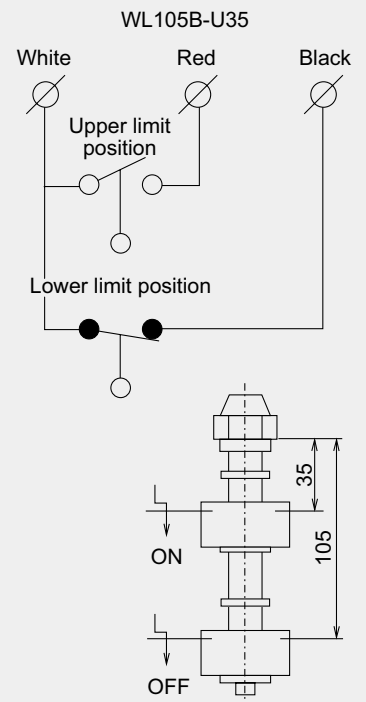 WL105B-U35
White Red Black
Upper limit
position
Lower limit position
35
105
ON
OFF